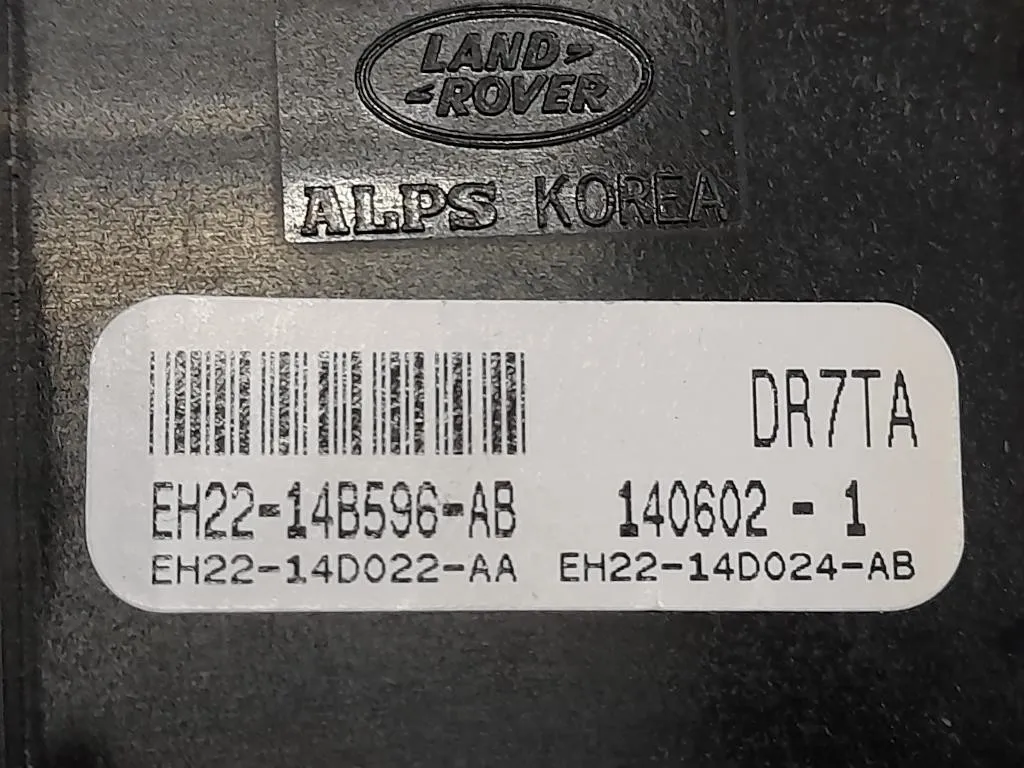 LAND
ROVER
ALPS KOREA
DR7TA
EH22-14B596-AB 140602 - 1
EH22-14D022-AA EH22-14D024-AB